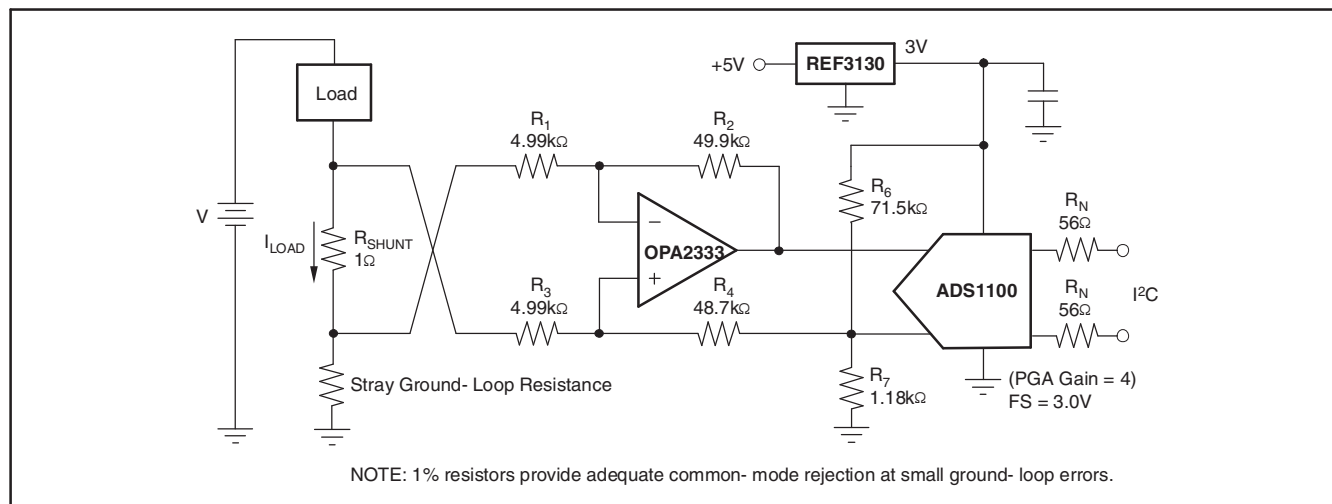 +5V
REF3130
3V
Load
R1
4.99kΩ
R2
49.9kΩ
R6
71.5kΩ
V
ILOAD
RSHUNT
1Ω
−
OPA2333
+
RN
56Ω
ADS1100
RN
56Ω
I²C
R3
4.99kΩ
R4
48.7kΩ
Stray Ground- Loop Resistance
R7
1.18kΩ
(PGA Gain = 4)
FS = 3.0V
NOTE: 1% resistors provide adequate common- mode rejection at small ground- loop errors.